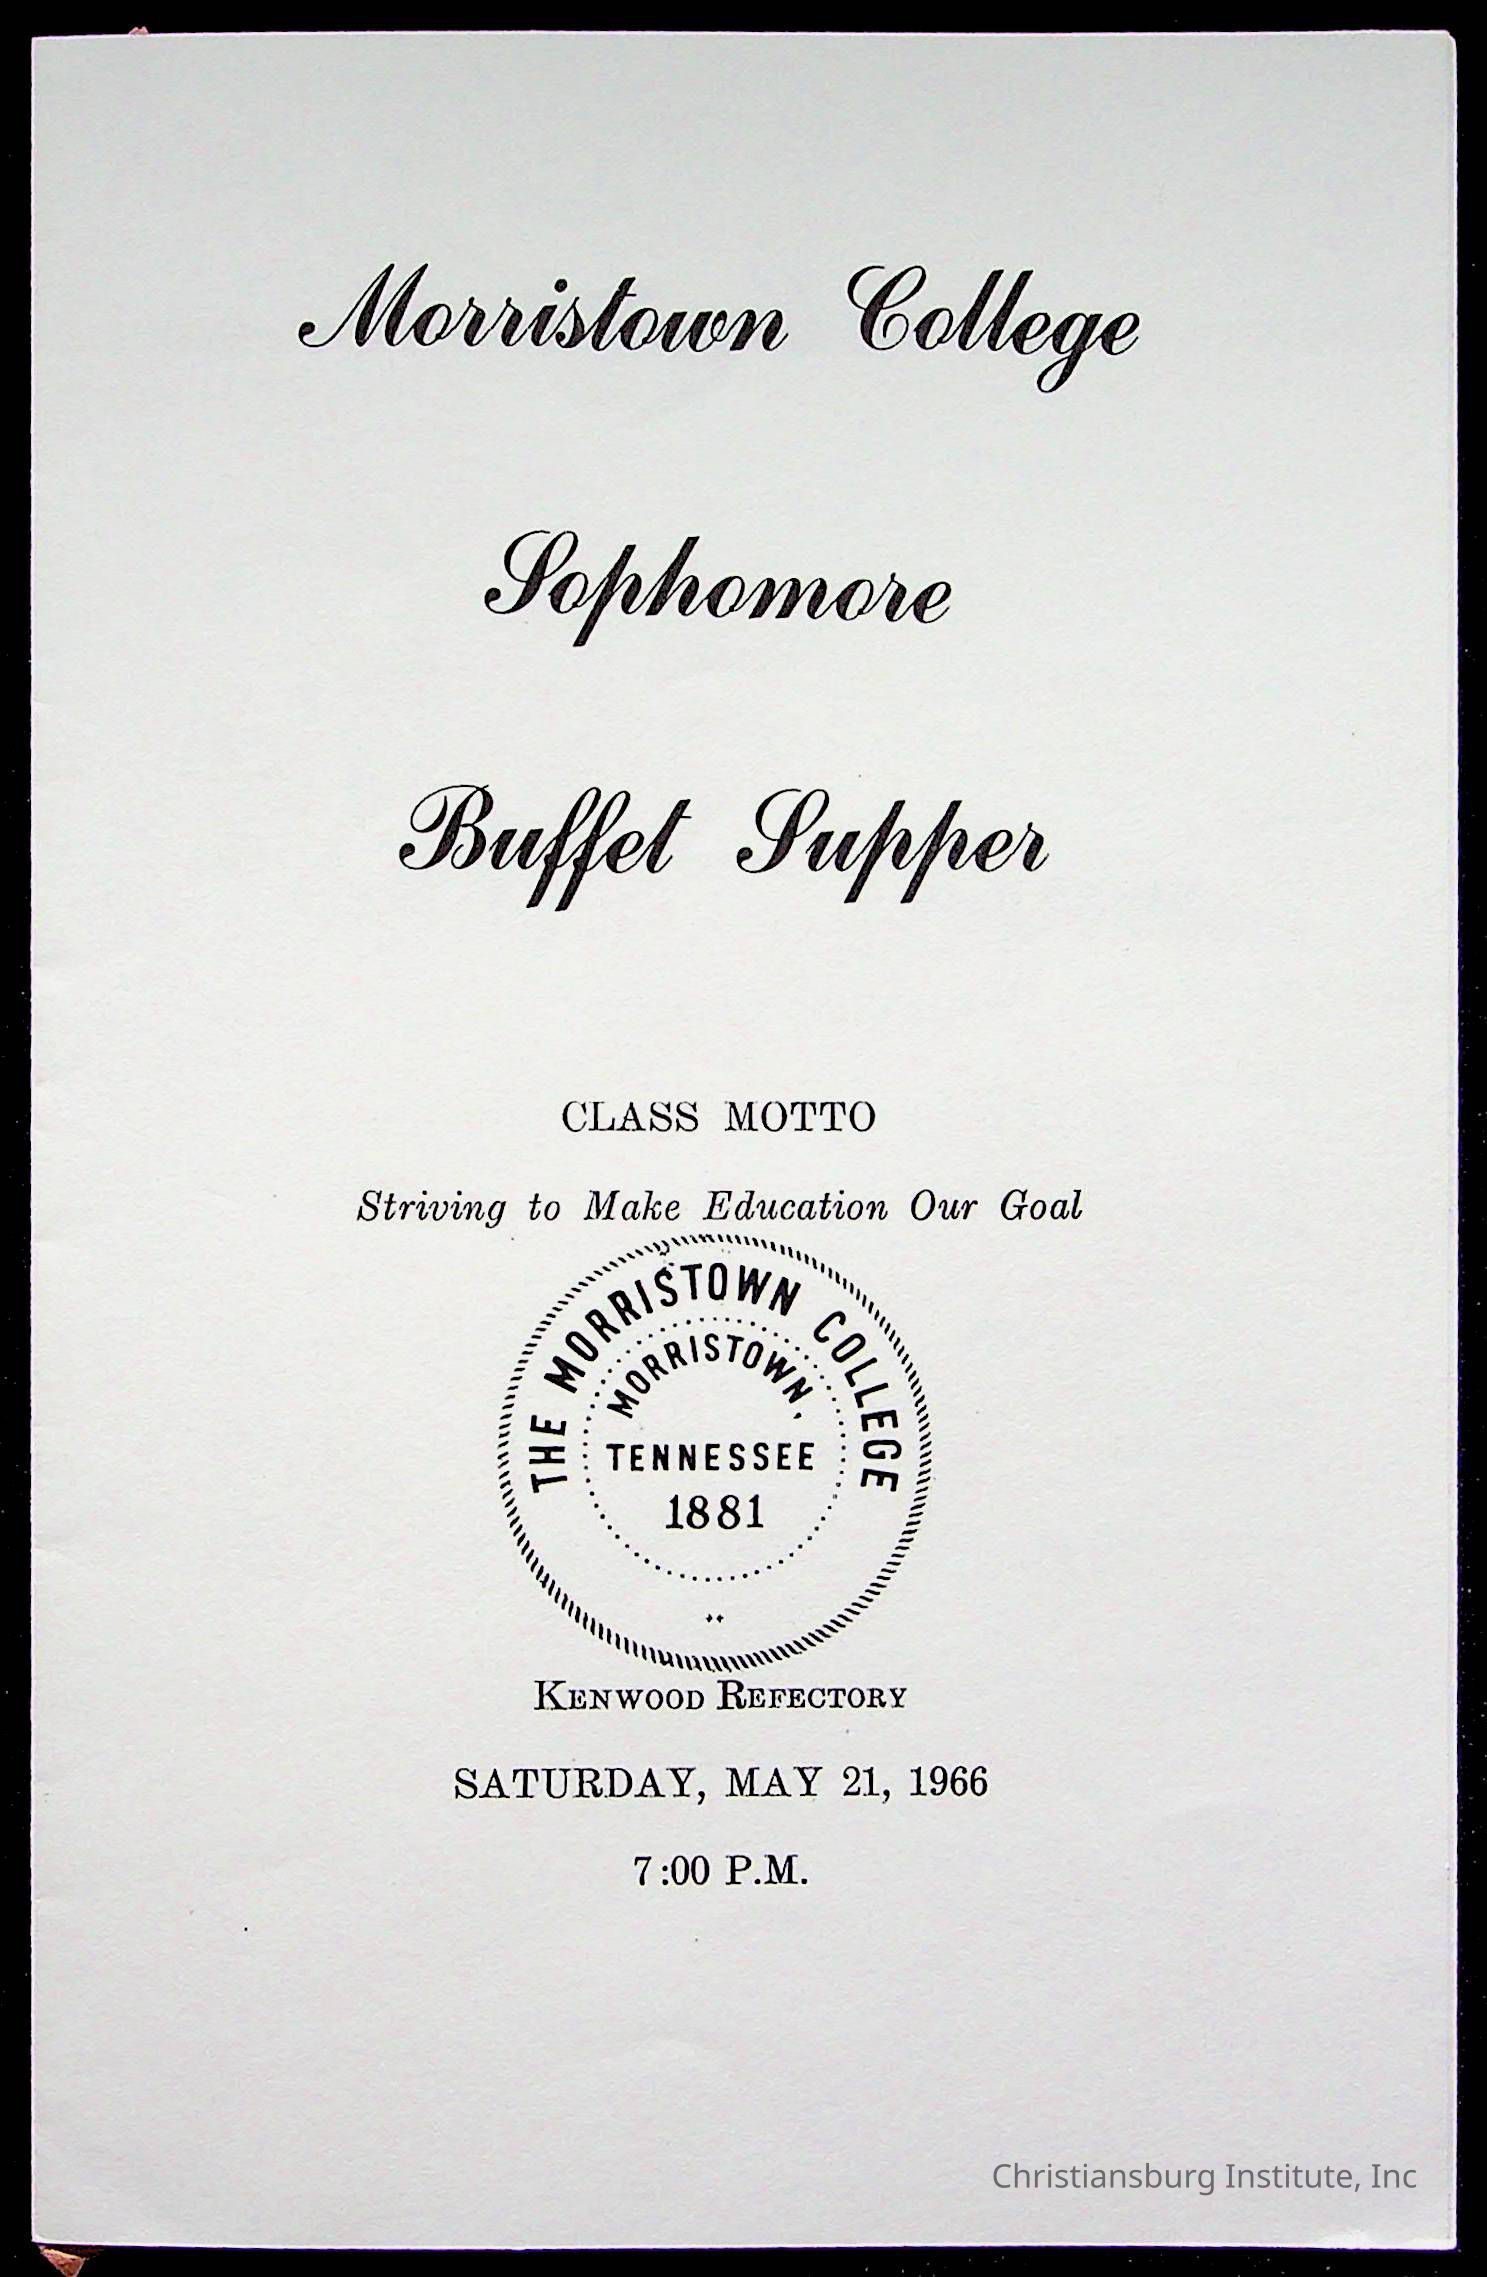 Morristown College
Sophomore
Buffet Supper
CLASS MOTTO
Striving to Make Education Our Goal
THE MORRISTOWN COLLEGE
MORRISTOWN,
TENNESSEE
1881
KENWOOD REFECTORY
SATURDAY, MAY 21, 1966
7:00 P.M.
Christiansburg Institute, Inc